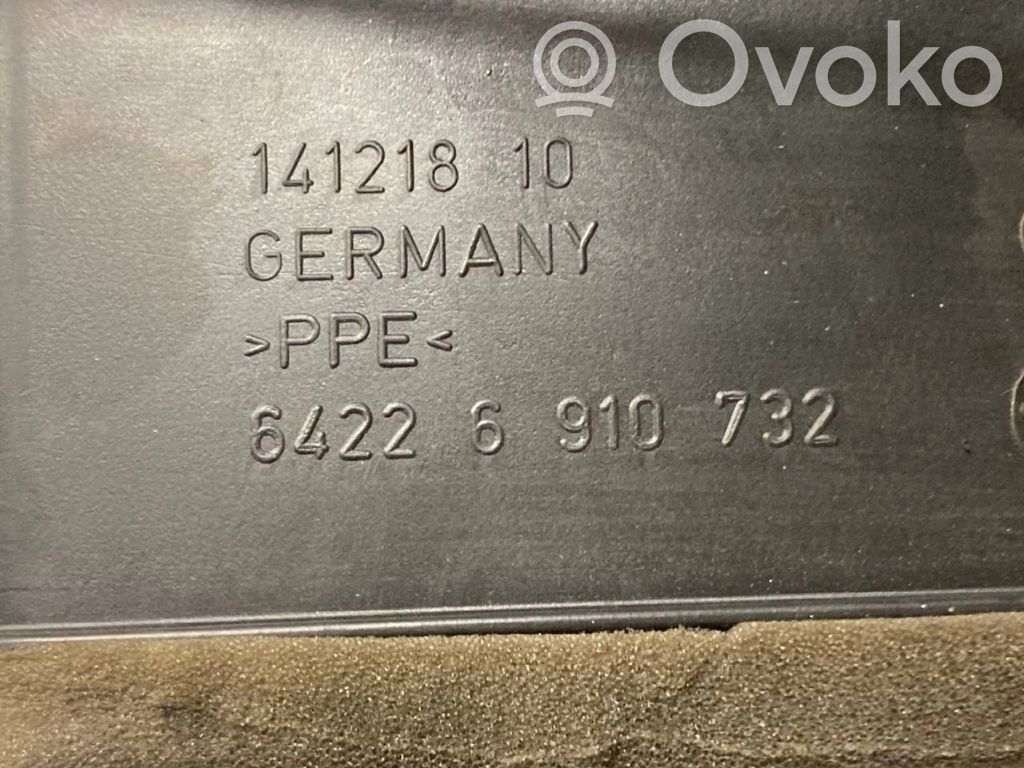 Ovoko
141218 10
GERMANY
>PPE<
6422 6 910 732